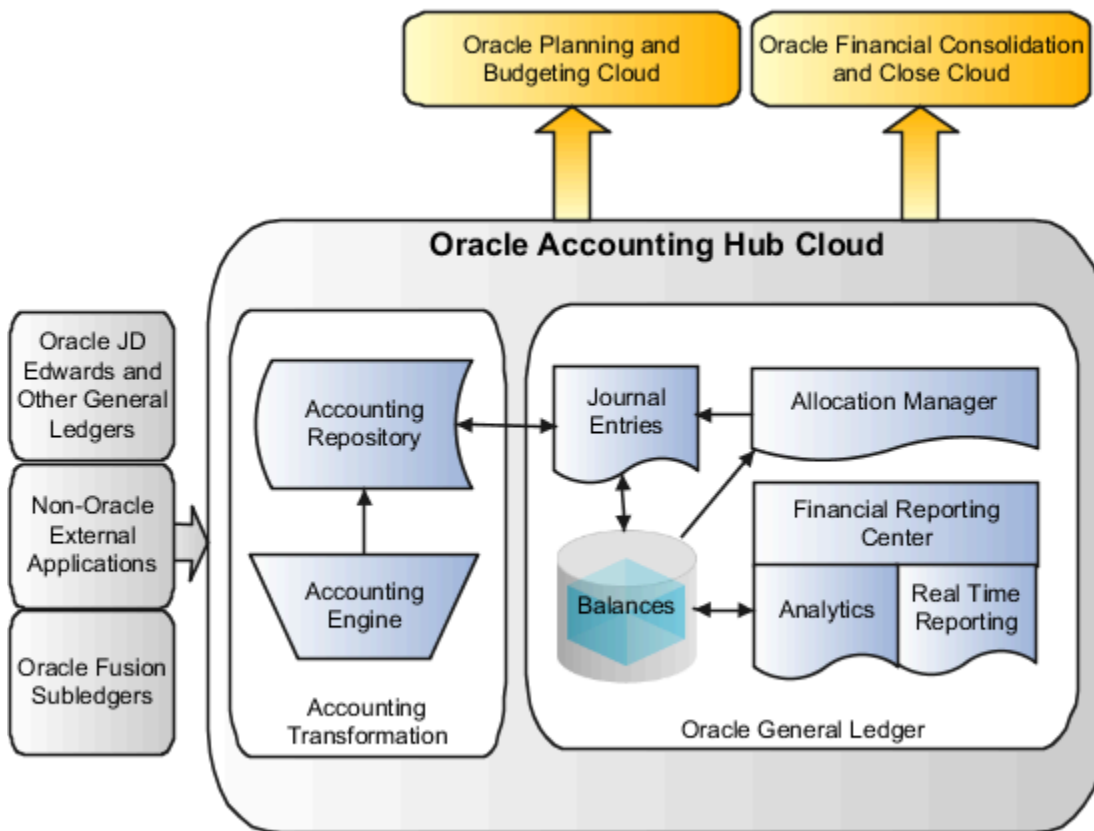 Oracle Planning and
Budgeting Cloud
Oracle Financial Consolidation
and Close Cloud
Oracle Accounting Hub Cloud
Oracle JD
Edwards and
Other General
Ledgers
Non-Oracle
External
Applications
Oracle Fusion
Subledgers
Accounting
Repository
Accounting
Engine
Accounting
Transformation
Journal
Entries
Allocation Manager
Financial Reporting
Center
Balances
Analytics
Real Time
Reporting
Oracle General Ledger